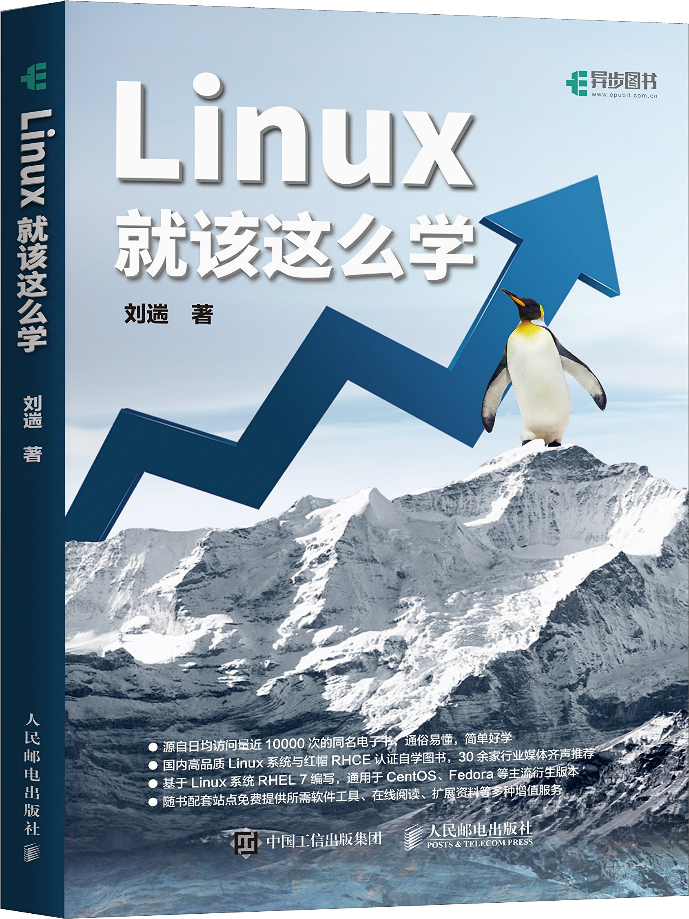 异步图书
www.epubit.com.cn
Linux
就该这么学
刘遄 著
● 源自日均访问量近 10000 次的同名电子书，通俗易懂，简单好学
● 国内高品质 Linux 系统与红帽 RHCE 认证自学图书，30 余家行业媒体齐声推荐
● 基于 Linux 系统 RHEL 7 编写，通用于 CentOS、Fedora 等主流衍生版本
● 随书配套站点免费提供所需软件工具、在线阅读、扩展资料等多种增值服务
中国工信出版集团
人民邮电出版社
POSTS & TELECOM PRESS
Linux 就该这么学
刘遄 著
人民邮电出版社